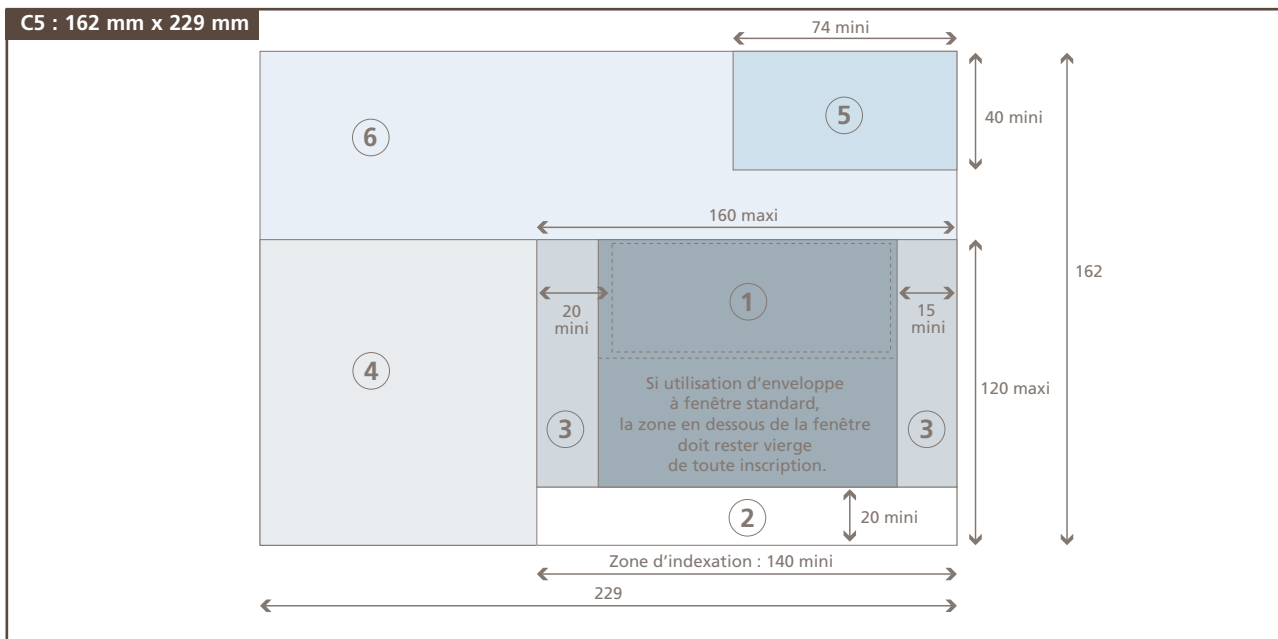 C5 : 162 mm x 229 mm
74 mini
5
40 mini
6
160 maxi
162
1
20
mini
15
mini
4
120 maxi
Si utilisation d'enveloppe
à fenêtre standard,
la zone en dessous de la fenêtre
doit rester vierge
de toute inscription.
3
3
2
20 mini
Zone d'indexation : 140 mini
229